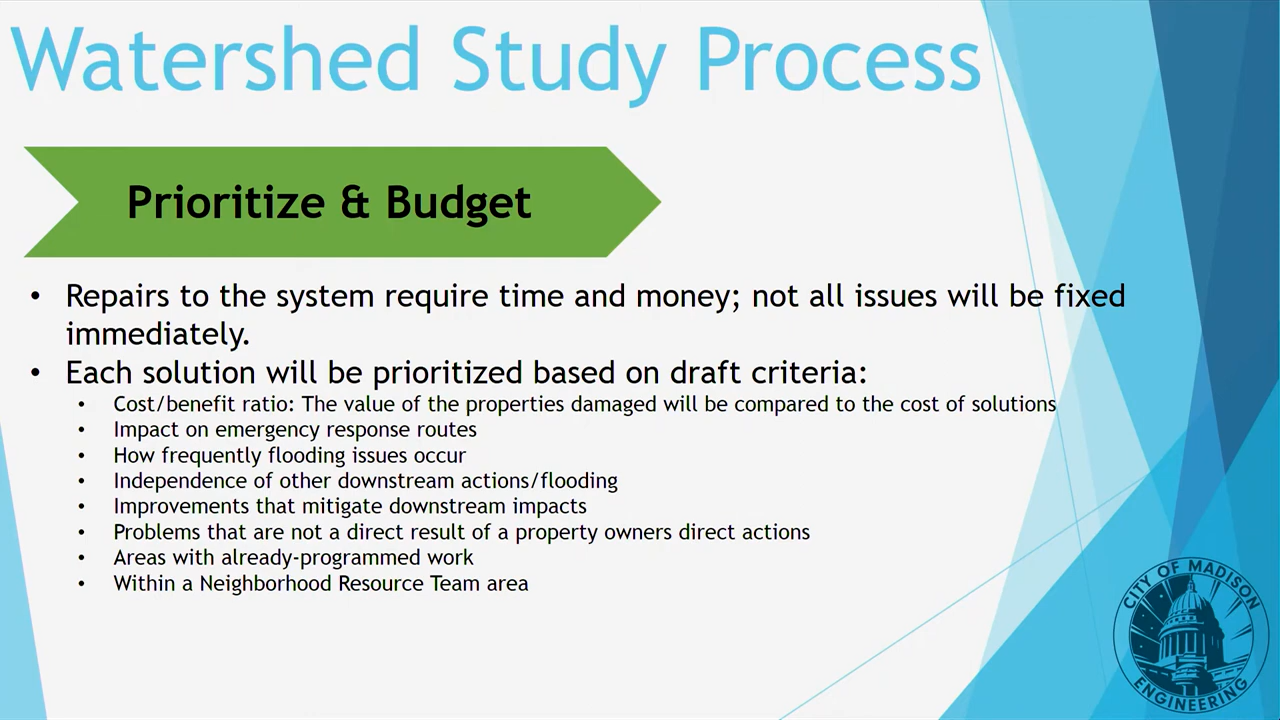 Watershed Study Process
Prioritize & Budget
• Repairs to the system require time and money; not all issues will be fixed
immediately.
• Each solution will be prioritized based on draft criteria:
• Cost/benefit ratio: The value of the properties damaged will be compared to the cost of solutions
• Impact on emergency response routes
• How frequently flooding issues occur
• Independence of other downstream actions/flooding
• Improvements that mitigate downstream impacts
• Problems that are not a direct result of a property owners direct actions
• Areas with already-programmed work
• Within a Neighborhood Resource Team area
CITY OF MADISON
ENGINEERING